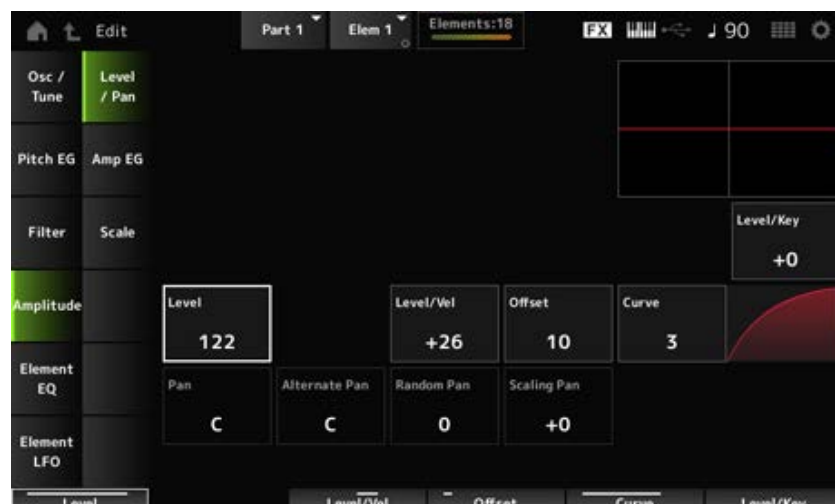 Edit
Part 1
Elem 1
Elements:18
FX
♩ 90
Osc /
Tune
Level
/ Pan
Pitch EG
Amp EG
Filter
Scale
Level/Key
+0
Amplitude
Level
122
Level/Vel
+26
Offset
10
Curve
3
Element
EQ
Pan
C
Alternate Pan
C
Random Pan
0
Scaling Pan
+0
Element
LFO
Level
Level/Vel
Offset
Curve
Level/Key